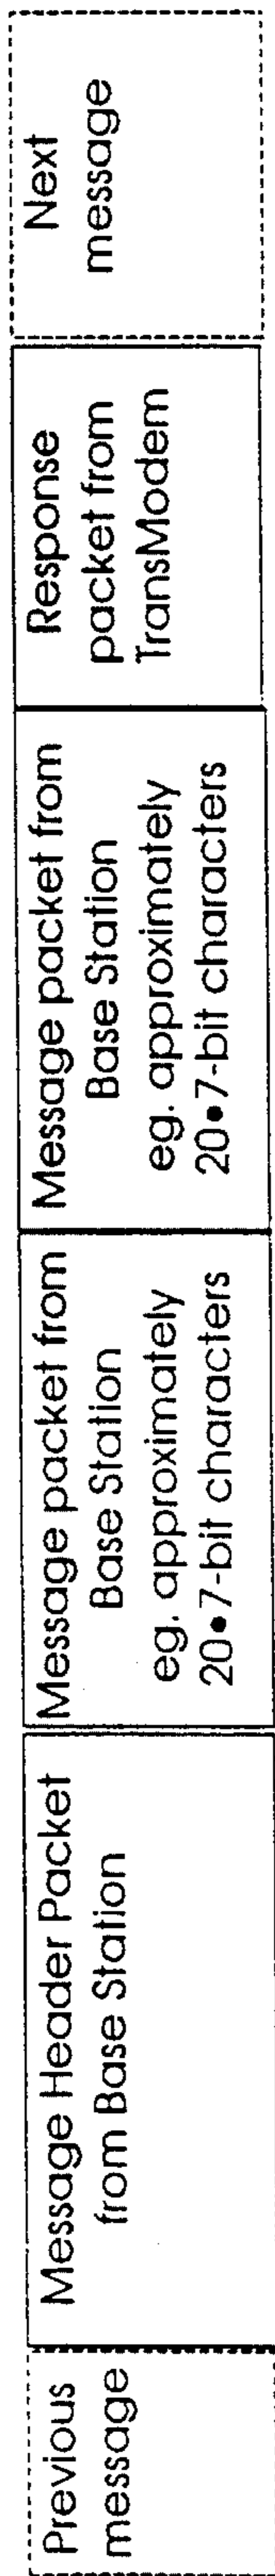 Previous
message
Message Header Packet
from Base Station
Message packet from
Base Station
eg. approximately
20•7-bit characters
Message packet from
Base Station
eg. approximately
20•7-bit characters
Response
packet from
TransModem
Next
message